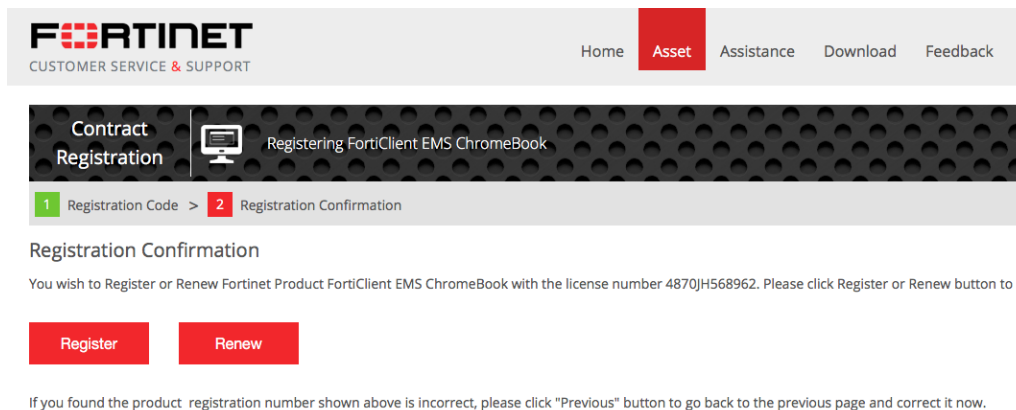 FORTINET
CUSTOMER SERVICE & SUPPORT
Home Asset Assistance Download Feedback
Contract
Registration
Registering FortiClient EMS ChromeBook
1 Registration Code > 2 Registration Confirmation
Registration Confirmation
You wish to Register or Renew Fortinet Product FortiClient EMS ChromeBook with the license number 4870JH568962. Please click Register or Renew button to
Register Renew
If you found the product registration number shown above is incorrect, please click "Previous" button to go back to the previous page and correct it now.